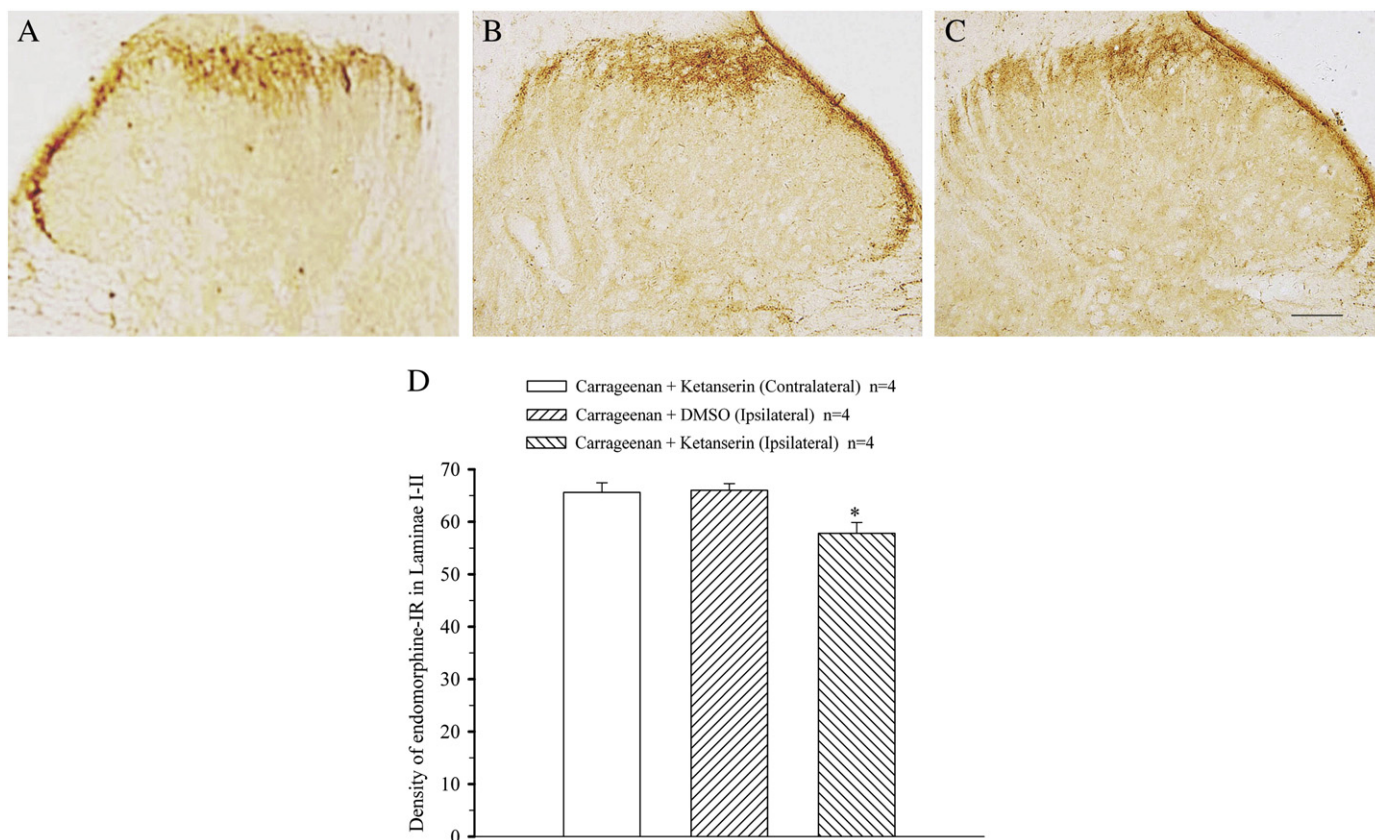 A
B
C
D
Carrageenan + Ketanserin (Contralateral) n=4
Carrageenan + DMSO (Ipsilateral) n=4
Carrageenan + Ketanserin (Ipsilateral) n=4
Density of endomorphine-IR in Laminae I-II
70
60
50
40
30
20
10
0
*